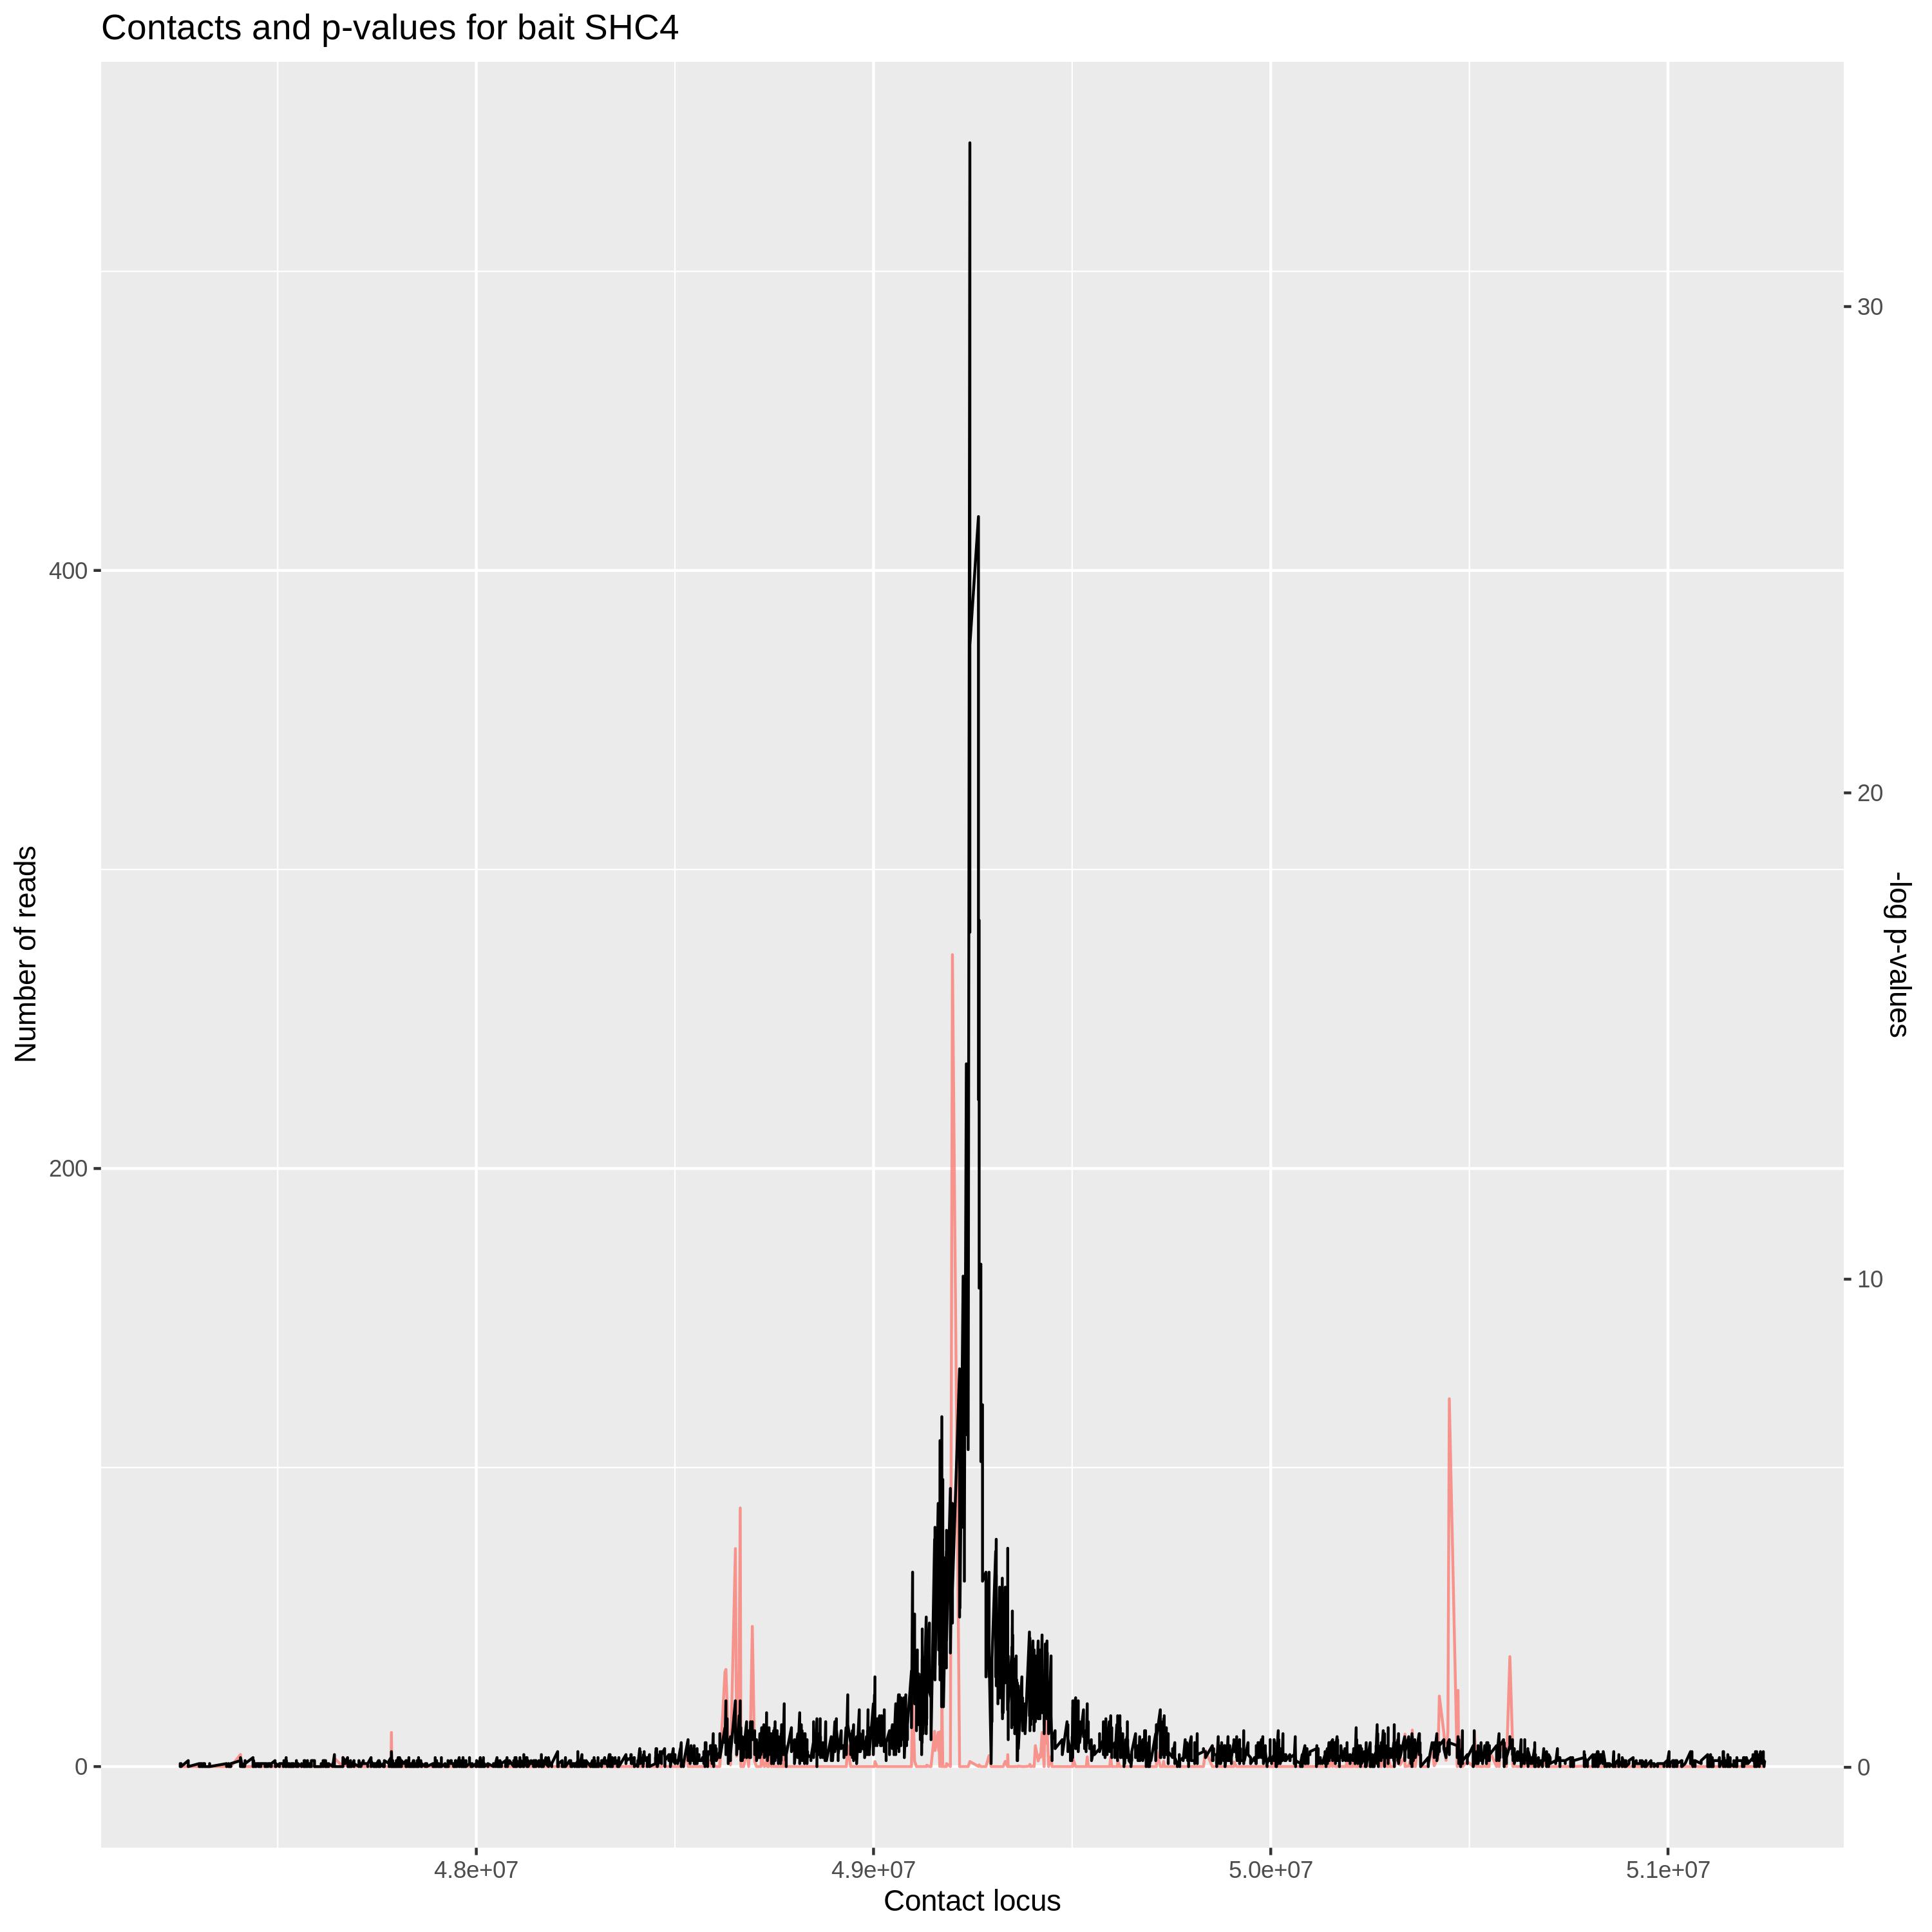 Contacts and p-values for bait SHC4
Number of reads
400
200
0
30
20
10
0
-log p-values
4.8e+07 4.9e+07 5.0e+07 5.1e+07
Contact locus